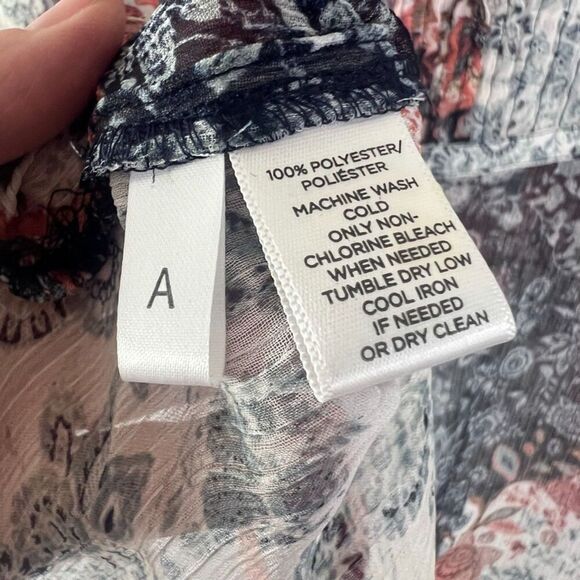 A
100% POLYESTER/
POLIÉSTER
MACHINE WASH
COLD
ONLY NON-
CHLORINE BLEACH
WHEN NEEDED
TUMBLE DRY LOW
COOL IRON
IF NEEDED
OR DRY CLEAN